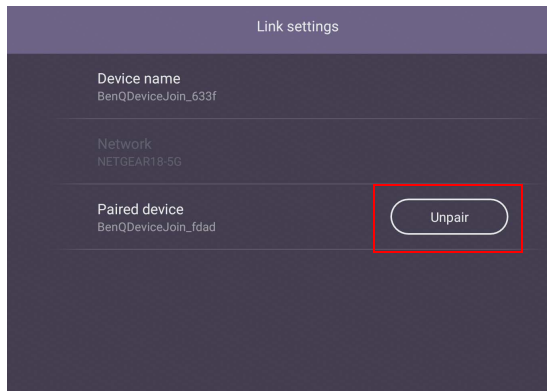 Link settings
Device name
BenQDeviceJoin_633f
Network
NETGEAR18-5G
Paired device
BenQDeviceJoin_fdad
Unpair